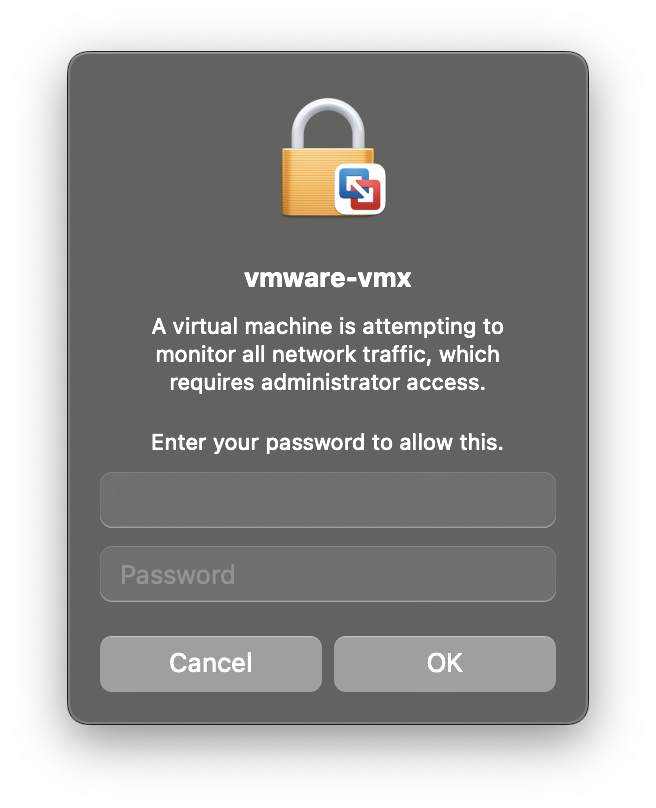 vmware-vmx
A virtual machine is attempting to
monitor all network traffic, which
requires administrator access.
Enter your password to allow this.
Password
Cancel
OK